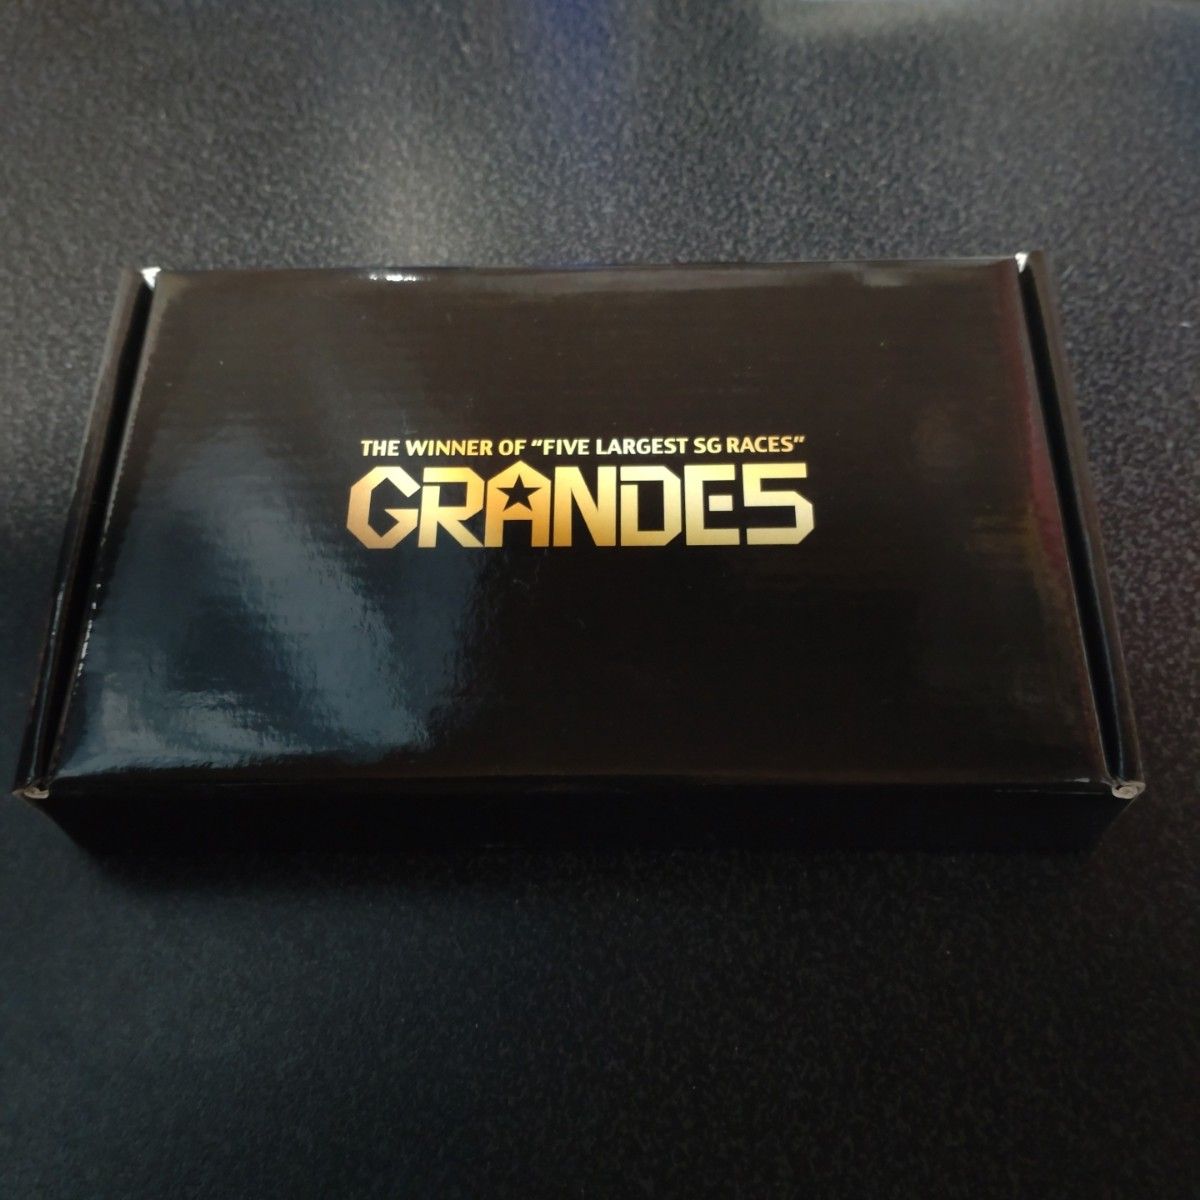 THE WINNER OF "FIVE LARGEST SG RACES"
GRANDE5